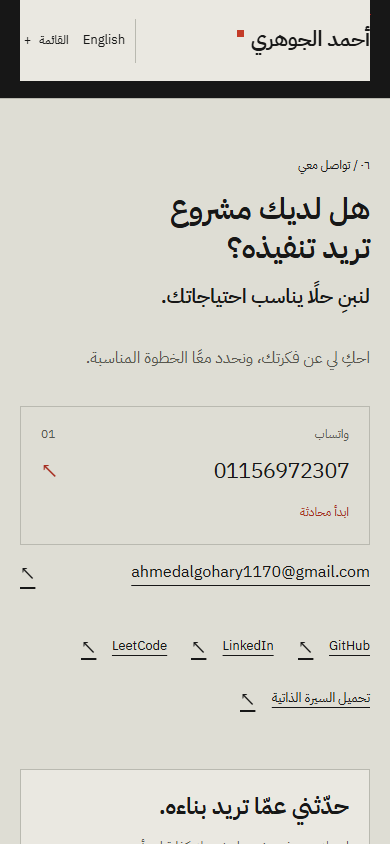 أحمد الجوهري
English
القائمة +
٠٦ / تواصل معي
هل لديك مشروع
تريد تنفيذه؟
لنبنِ حلًا يناسب احتياجاتك.
احكِ لي عن فكرتك، ونحدد معًا الخطوة المناسبة.
واتساب
01
01156972307
ابدأ محادثة
ahmedalgohary1170@gmail.com
GitHub
LinkedIn
LeetCode
تحميل السيرة الذاتية
حدّثني عمّا تريد بناءه.